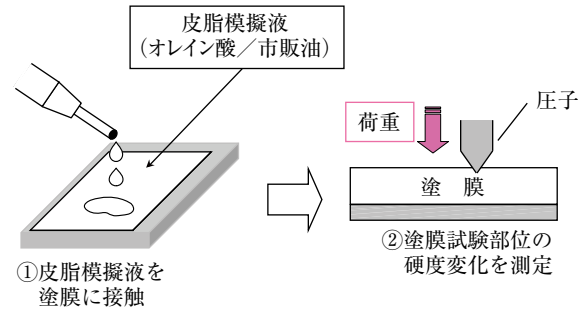 皮脂模擬液
（オレイン酸／市販油）
荷重
圧子
塗　膜
①皮脂模擬液を
塗膜に接触
②塗膜試験部位の
硬度変化を測定